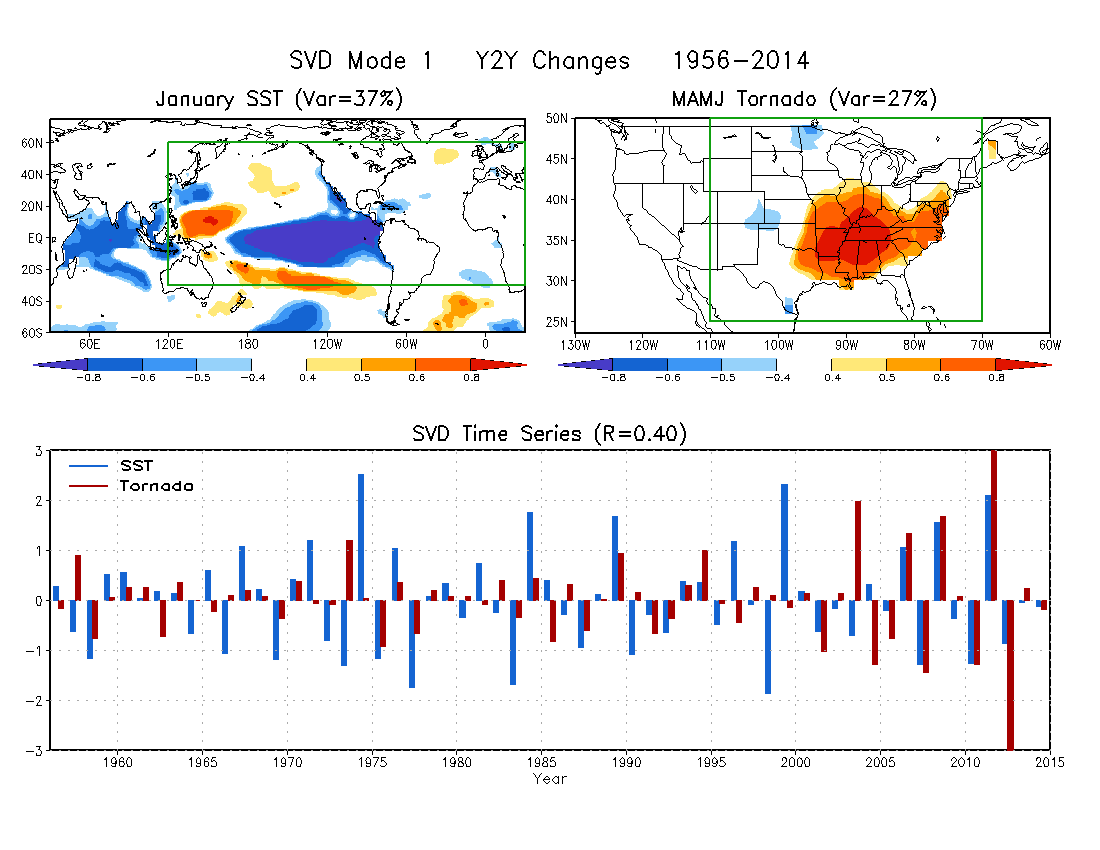 SVD Mode 1 Y2Y Changes 1956-2014
January SST (Var=37%)
60N
40N
20N
EQ
20S
40S
60S
60E 120E 180 120W 60W 0
-0.8 -0.6 -0.5 -0.4 0.4 0.5 0.6 0.8
MAMJ Tornado (Var=27%)
50N
45N
40N
35N
30N
25N
130W 120W 110W 100W 90W 80W 70W 60W
-0.8 -0.6 -0.5 -0.4 0.4 0.5 0.6 0.8
SVD Time Series (R=0.40)
SST
Tornado
3
2
1
0
-1
-2
-3
1960 1965 1970 1975 1980 1985 1990 1995 2000 2005 2010 2015
Year